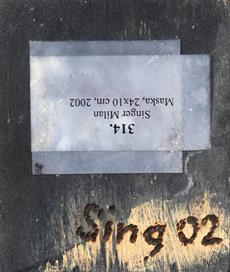 314.
Singer Milan
Maska, 24x10 cm, 2002
Sing 02